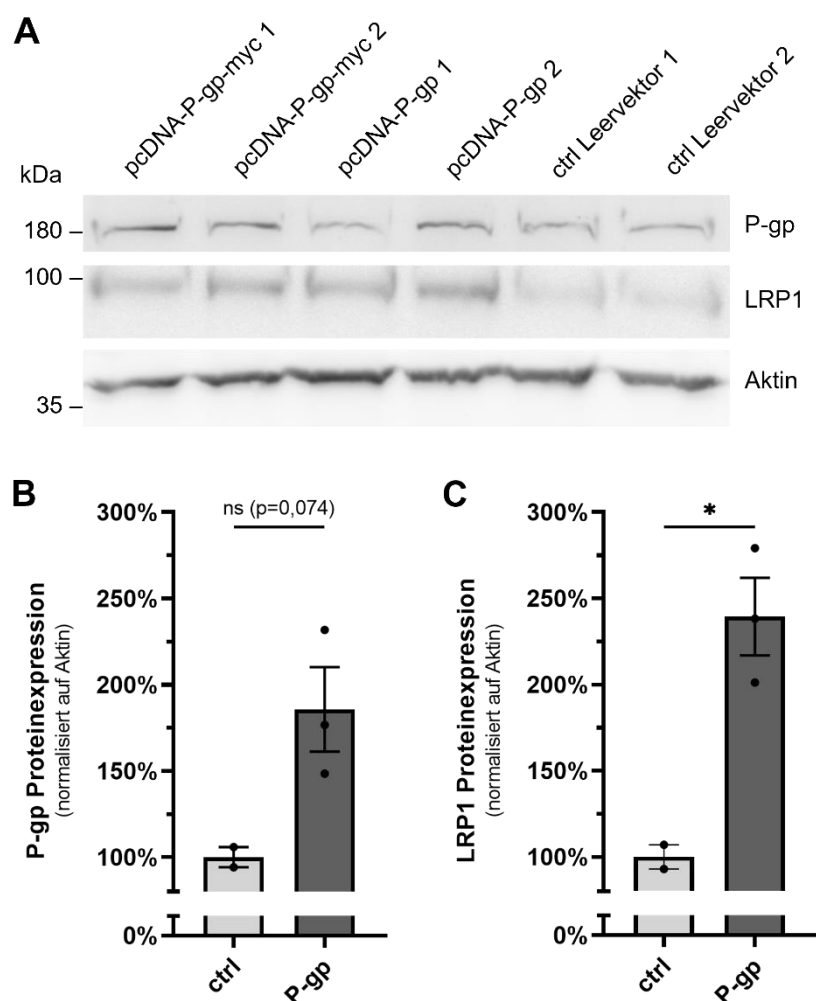 A
pcDNA-P-gp-myc 1
pcDNA-P-gp-myc 2
pcDNA-P-gp 1
pcDNA-P-gp 2
ctrl Leervektor 1
ctrl Leervektor 2
kDa
180
P-gp
100
LRP1
Aktin
35
B
300%
250%
200%
150%
100%
0%
P-gp Proteinexpression
(normalisiert auf Aktin)
ns (p=0,074)
ctrl
P-gp
C
300%
250%
200%
150%
100%
0%
LRP1 Proteinexpression
(normalisiert auf Aktin)
*
ctrl
P-gp